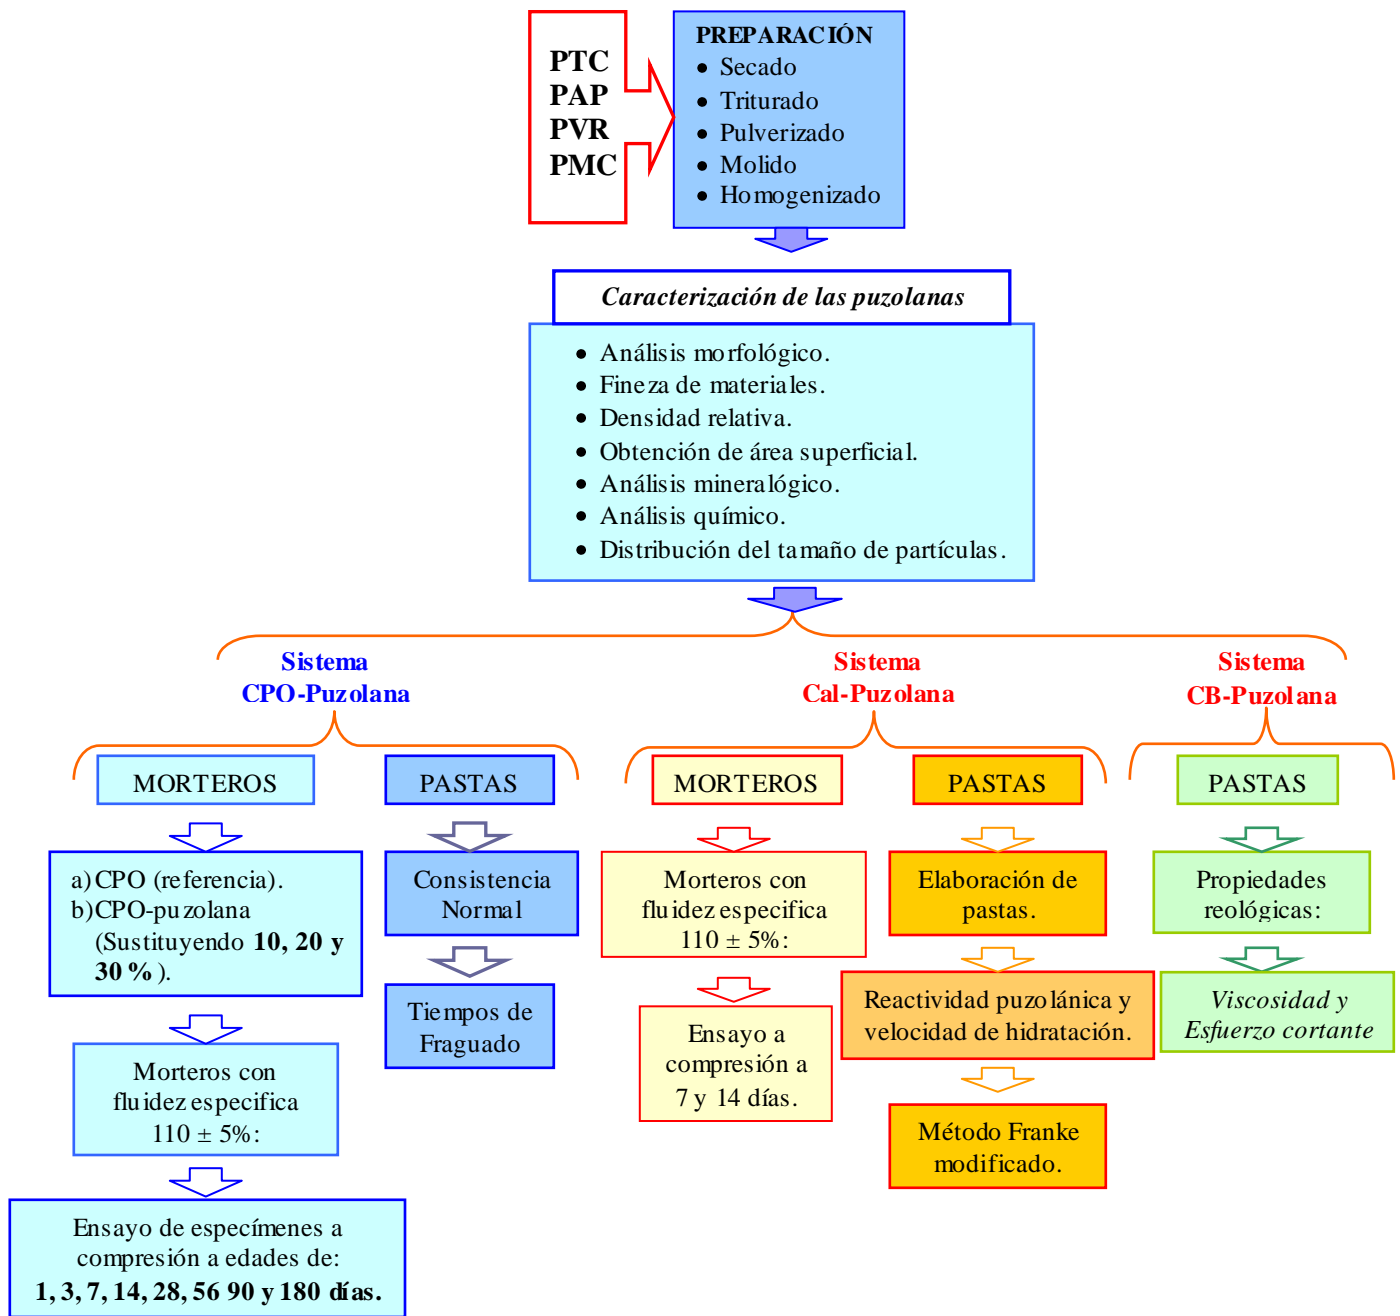 PTC
PAP
PVR
PMC
PREPARACIÓN
• Secado
• Triturado
• Pulverizado
• Molido
• Homogenizado
Caracterización de las puzolanas
• Análisis morfológico.
• Fineza de materiales.
• Densidad relativa.
• Obtención de área superficial.
• Análisis mineralógico.
• Análisis químico.
• Distribución del tamaño de partículas.
Sistema
CPO-Puzolana
MORTEROS
a) CPO (referencia).
b) CPO-puzolana
(Sustituyendo 10, 20 y
30 %).
Morteros con
fluidez especifica
110 ± 5%:
Ensayo de especímenes a
compresión a edades de:
1, 3, 7, 14, 28, 56 90 y 180 días.
PASTAS
Consistencia
Normal
Tiempos de
Fraguado
Sistema
Cal-Puzolana
MORTEROS
Morteros con
fluidez especifica
110 ± 5%:
Ensayo a
compresión a
7 y 14 días.
PASTAS
Elaboración de
pastas.
Reactividad puzolánica y
velocidad de hidratación.
Método Franke
modificado.
Sistema
CB-Puzolana
PASTAS
Propiedades
reológicas:
Viscosidad y
Esfuerzo cortante